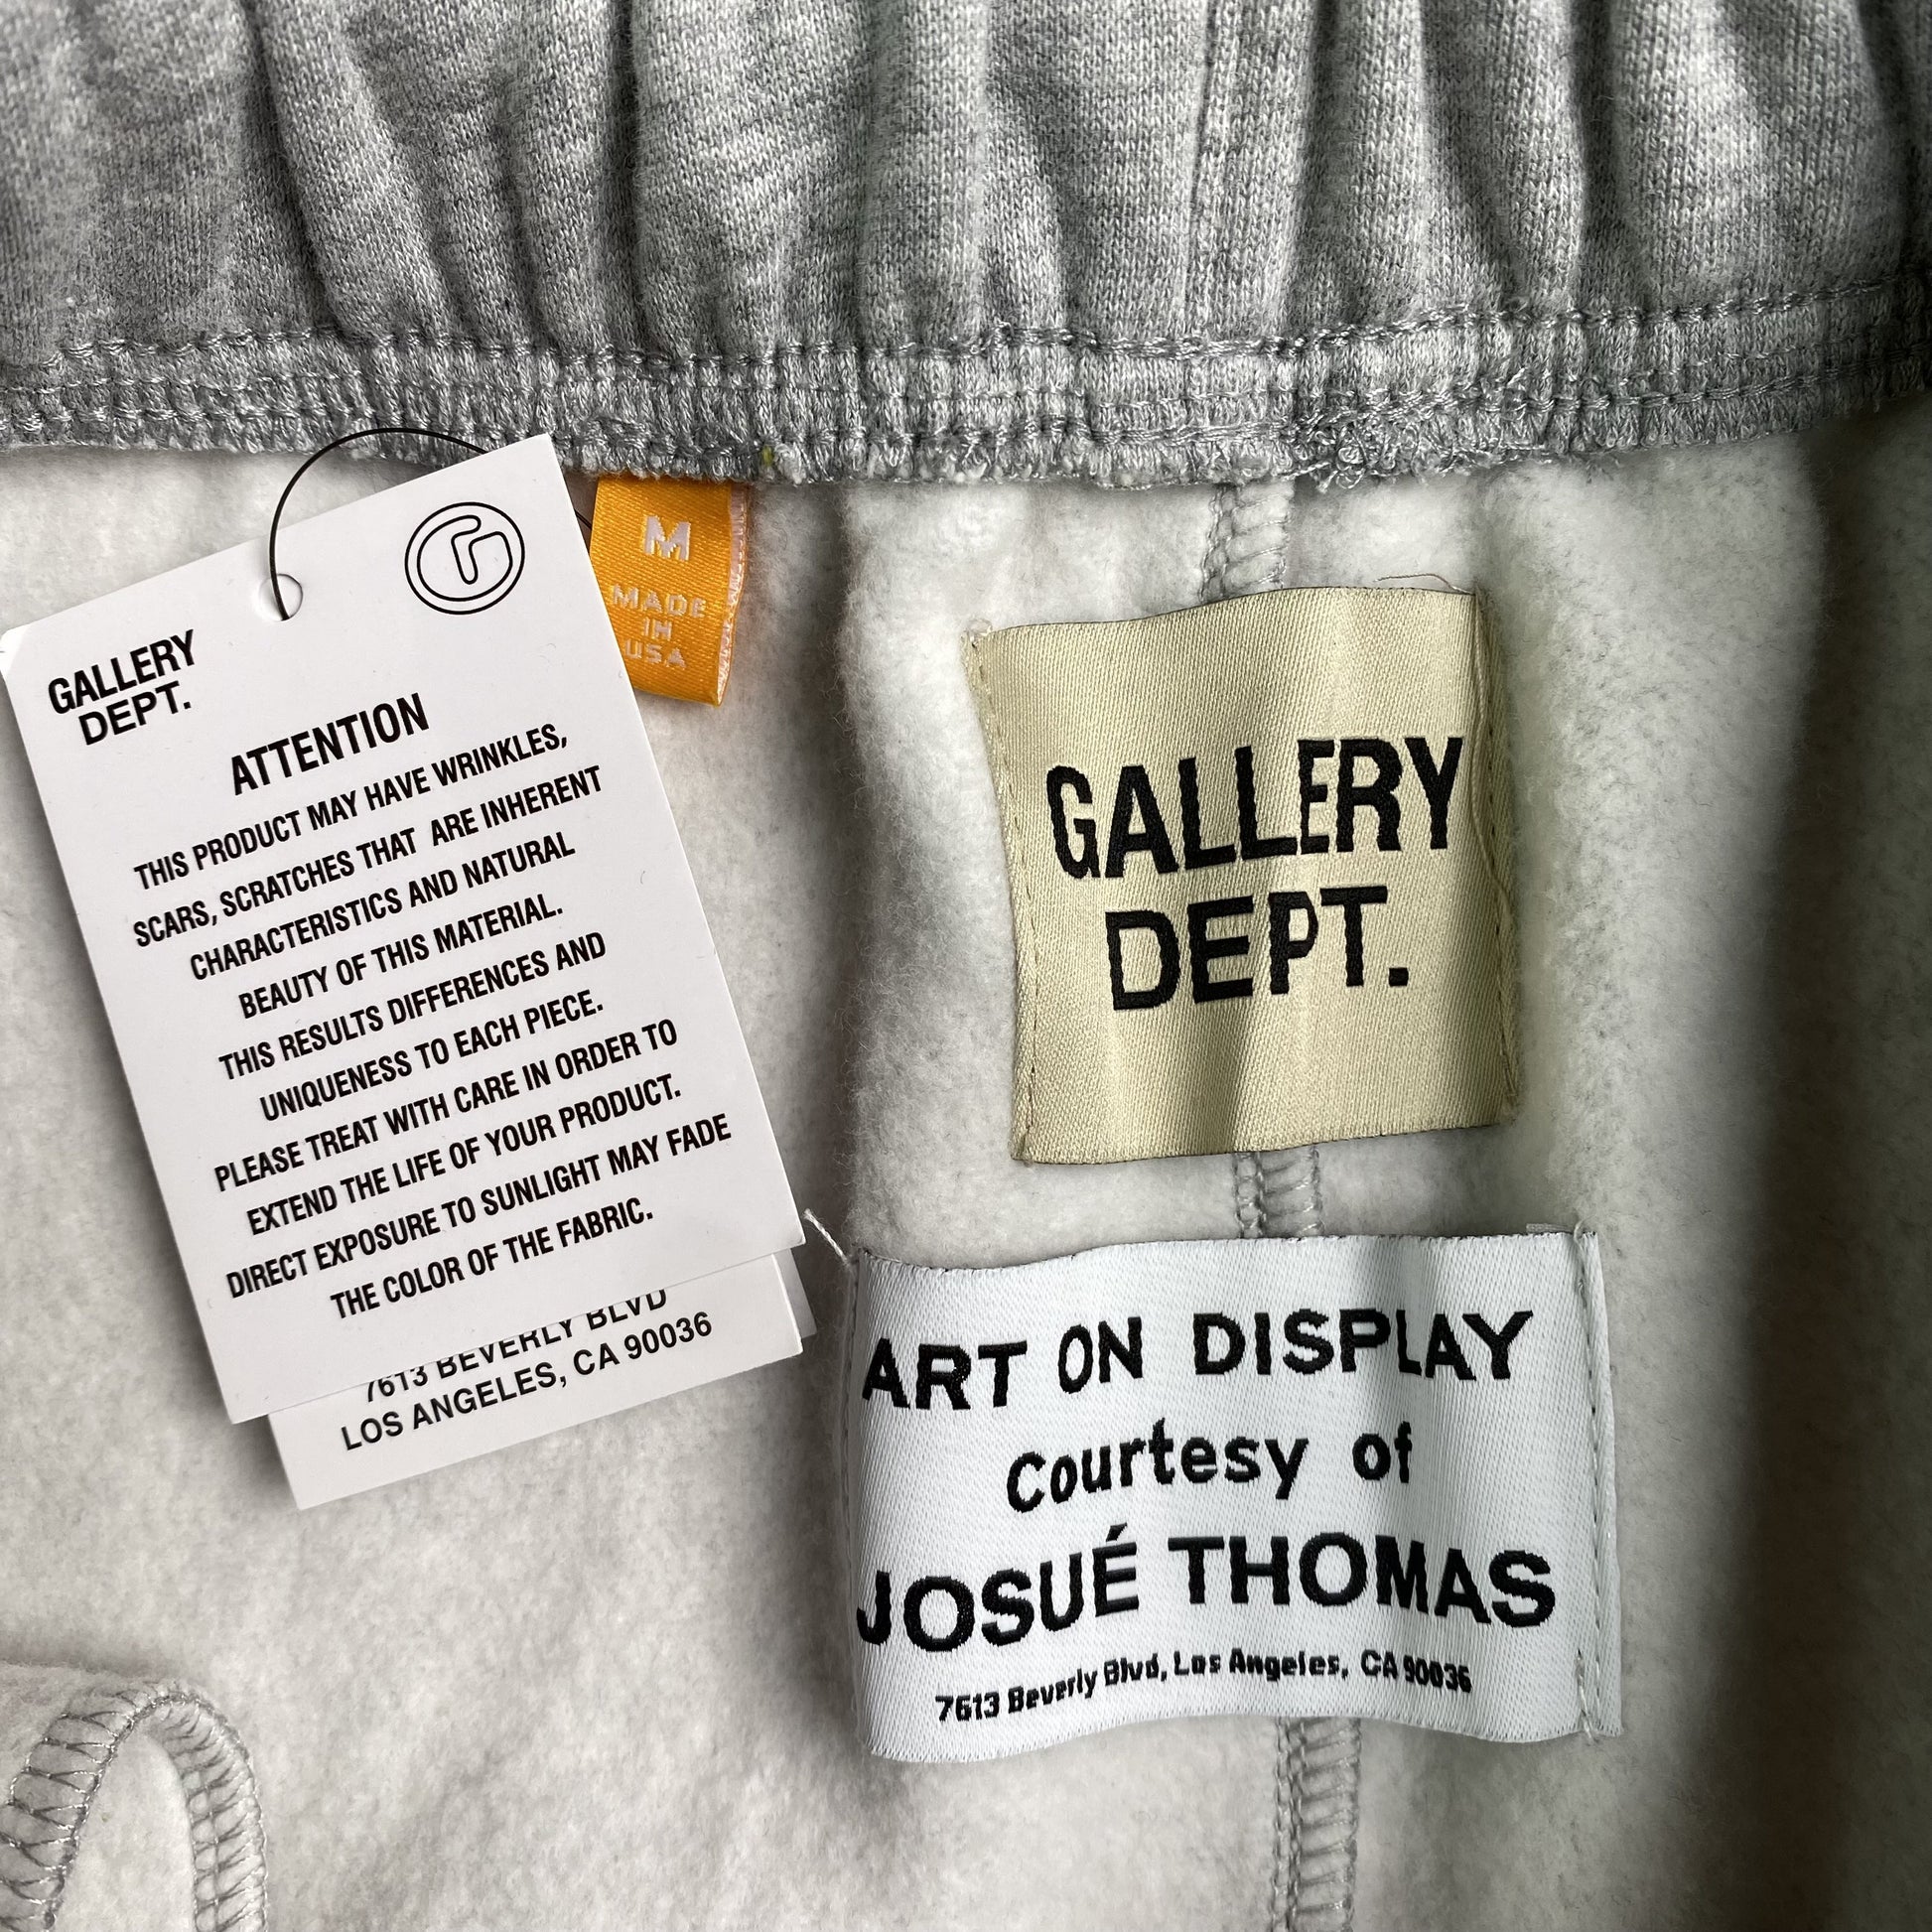 GALLERY
DEPT.
ATTENTION
THIS PRODUCT MAY HAVE WRINKLES,
SCARS, SCRATCHES THAT ARE INHERENT
CHARACTERISTICS AND NATURAL
BEAUTY OF THIS MATERIAL.
THIS RESULTS DIFFERENCES AND
UNIQUENESS TO EACH PIECE.
PLEASE TREAT WITH CARE IN ORDER TO
EXTEND THE LIFE OF YOUR PRODUCT.
DIRECT EXPOSURE TO SUNLIGHT MAY FADE
THE COLOR OF THE FABRIC.
7613 BEVERLY BLVD
LOS ANGELES, CA 90036
M
MADE
IN
USA
GALLERY
DEPT.
ART ON DISPLAY
Courtesy of
JOSUÉ THOMAS
7613 Beverly Blvd, Los Angeles, CA 90036